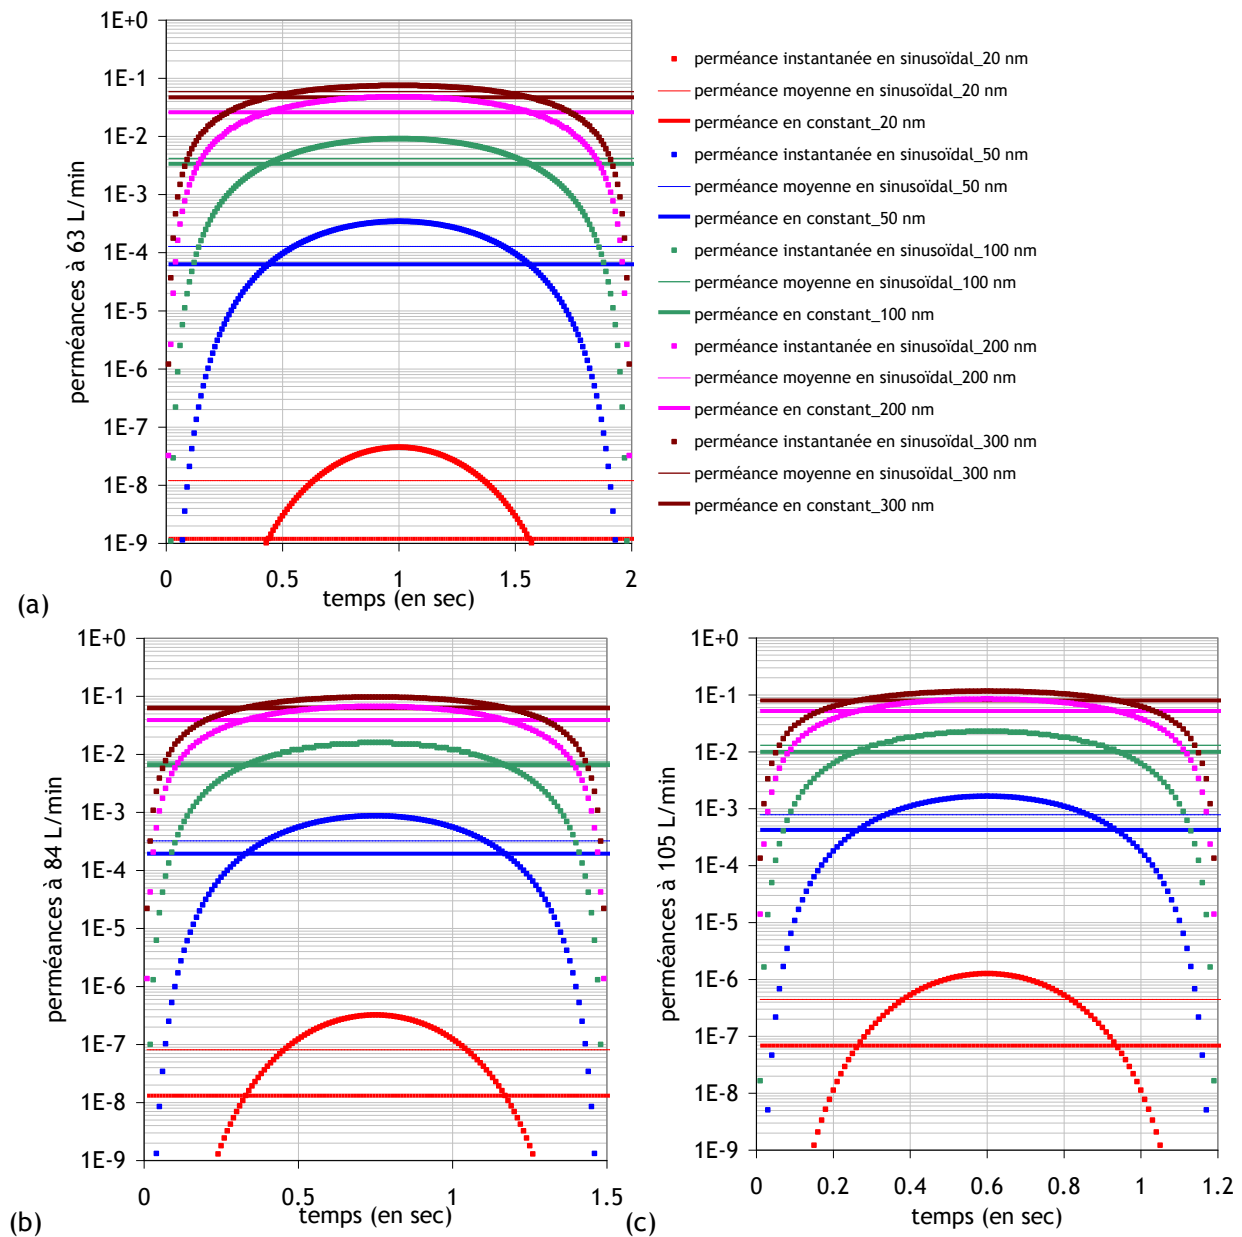 1E+0
1E-1
1E-2
1E-3
1E-4
1E-5
1E-6
1E-7
1E-8
1E-9
perméances à 63 L/min
0
0.5
1
1.5
2
temps (en sec)
(a)
perméance instantanée en sinusoïdal_20 nm
perméance moyenne en sinusoïdal_20 nm
perméance en constant_20 nm
perméance instantanée en sinusoïdal_50 nm
perméance moyenne en sinusoïdal_50 nm
perméance en constant_50 nm
perméance instantanée en sinusoïdal_100 nm
perméance moyenne en sinusoïdal_100 nm
perméance en constant_100 nm
perméance instantanée en sinusoïdal_200 nm
perméance moyenne en sinusoïdal_200 nm
perméance en constant_200 nm
perméance instantanée en sinusoïdal_300 nm
perméance moyenne en sinusoïdal_300 nm
perméance en constant_300 nm
1E+0
1E-1
1E-2
1E-3
1E-4
1E-5
1E-6
1E-7
1E-8
1E-9
perméances à 84 L/min
0
0.5
1
1.5
temps (en sec)
(b)
1E+0
1E-1
1E-2
1E-3
1E-4
1E-5
1E-6
1E-7
1E-8
1E-9
perméances à 105 L/min
0
0.2
0.4
0.6
0.8
1
1.2
temps (en sec)
(c)